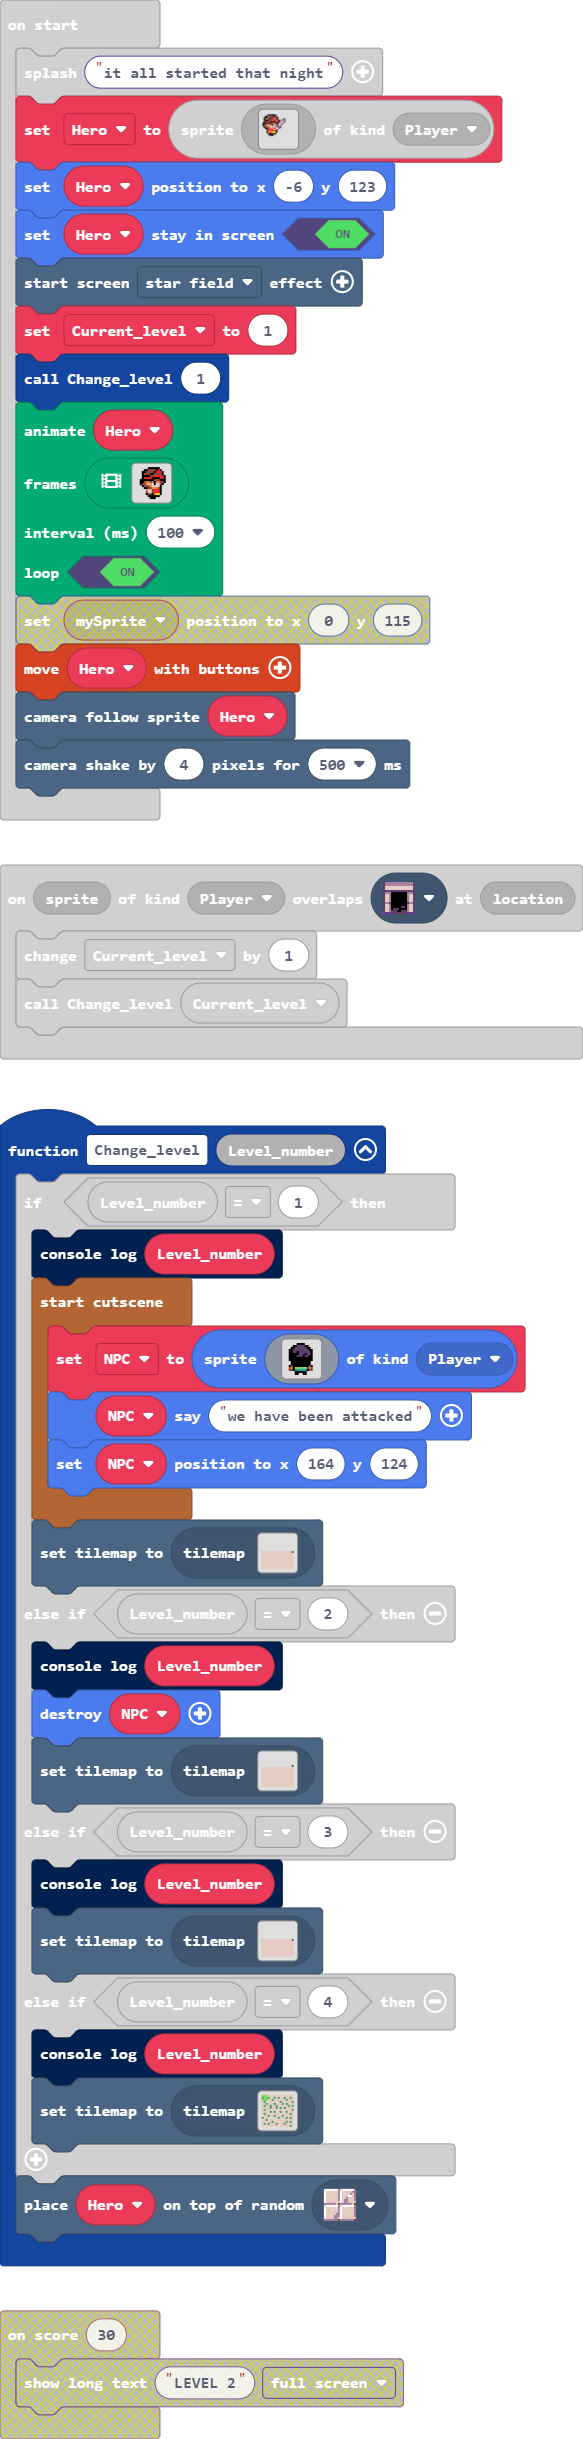 on start
splash "it all started that night"
set Hero to sprite of kind Player
set Hero position to x -6 y 123
set Hero stay in screen ON
start screen star field effect
set Current_level to 1
call Change_level 1
animate Hero
frames
interval (ms) 100
loop ON
set mySprite position to x 0 y 115
move Hero with buttons
camera follow sprite Hero
camera shake by 4 pixels for 500 ms
on sprite of kind Player overlaps at location
change Current_level by 1
call Change_level Current_level
function Change_level Level_number
if Level_number = 1 then
console log Level_number
start cutscene
set NPC to sprite of kind Player
NPC say "we have been attacked"
set NPC position to x 164 y 124
set tilemap to tilemap
else if Level_number = 2 then
console log Level_number
destroy NPC
set tilemap to tilemap
else if Level_number = 3 then
console log Level_number
set tilemap to tilemap
else if Level_number = 4 then
console log Level_number
set tilemap to tilemap
place Hero on top of random
on score 30
show long text "LEVEL 2" full screen